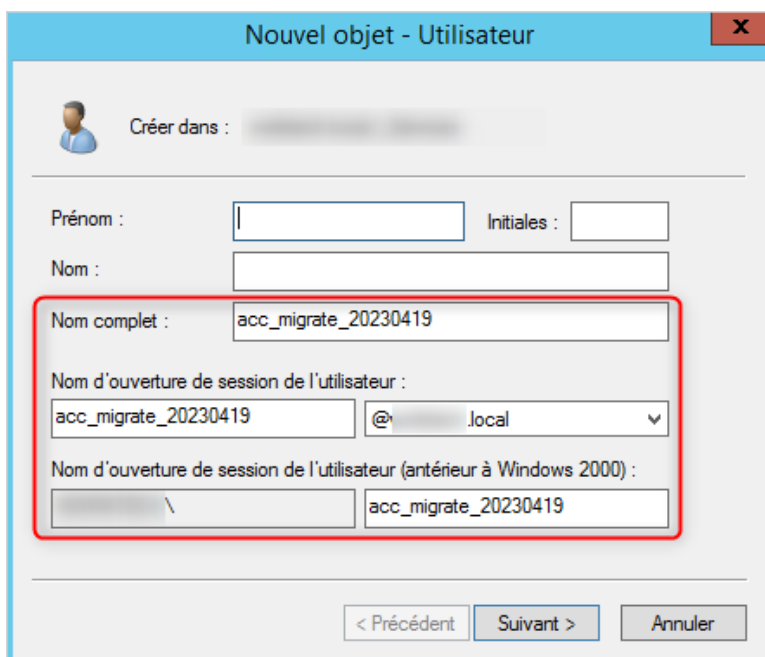 Nouvel objet - Utilisateur
x
Créer dans :
Prénom : Initiales :
Nom :
Nom complet : acc_migrate_20230419
Nom d'ouverture de session de l'utilisateur :
acc_migrate_20230419 @ .local
Nom d'ouverture de session de l'utilisateur (antérieur à Windows 2000) :
\ acc_migrate_20230419
< Précédent Suivant > Annuler